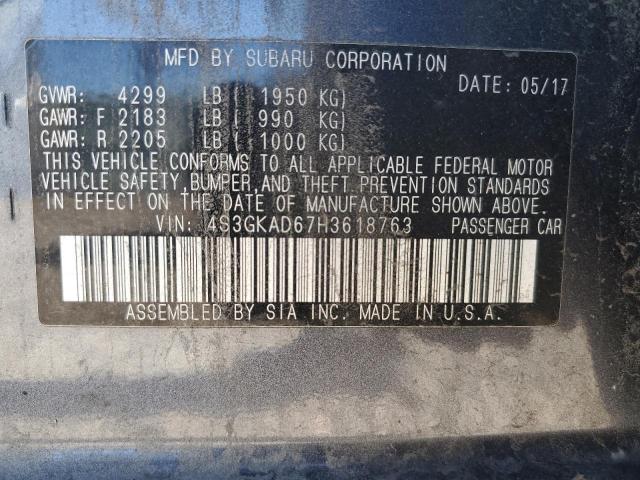 MFD BY SUBARU CORPORATION
DATE: 05/17
GVWR: 4299 LB ( 1950 KG)
GAWR: F 2183 LB ( 990 KG)
GAWR: R 2205 LB ( 1000 KG)
THIS VEHICLE CONFORMS TO ALL APPLICABLE FEDERAL MOTOR
VEHICLE SAFETY, BUMPER, AND THEFT PREVENTION STANDARDS
IN EFFECT ON THE DATE OF MANUFACTURE SHOWN ABOVE.
VIN: 4S3GKAD67H3618763 PASSENGER CAR
ASSEMBLED BY SIA INC. MADE IN U.S.A.